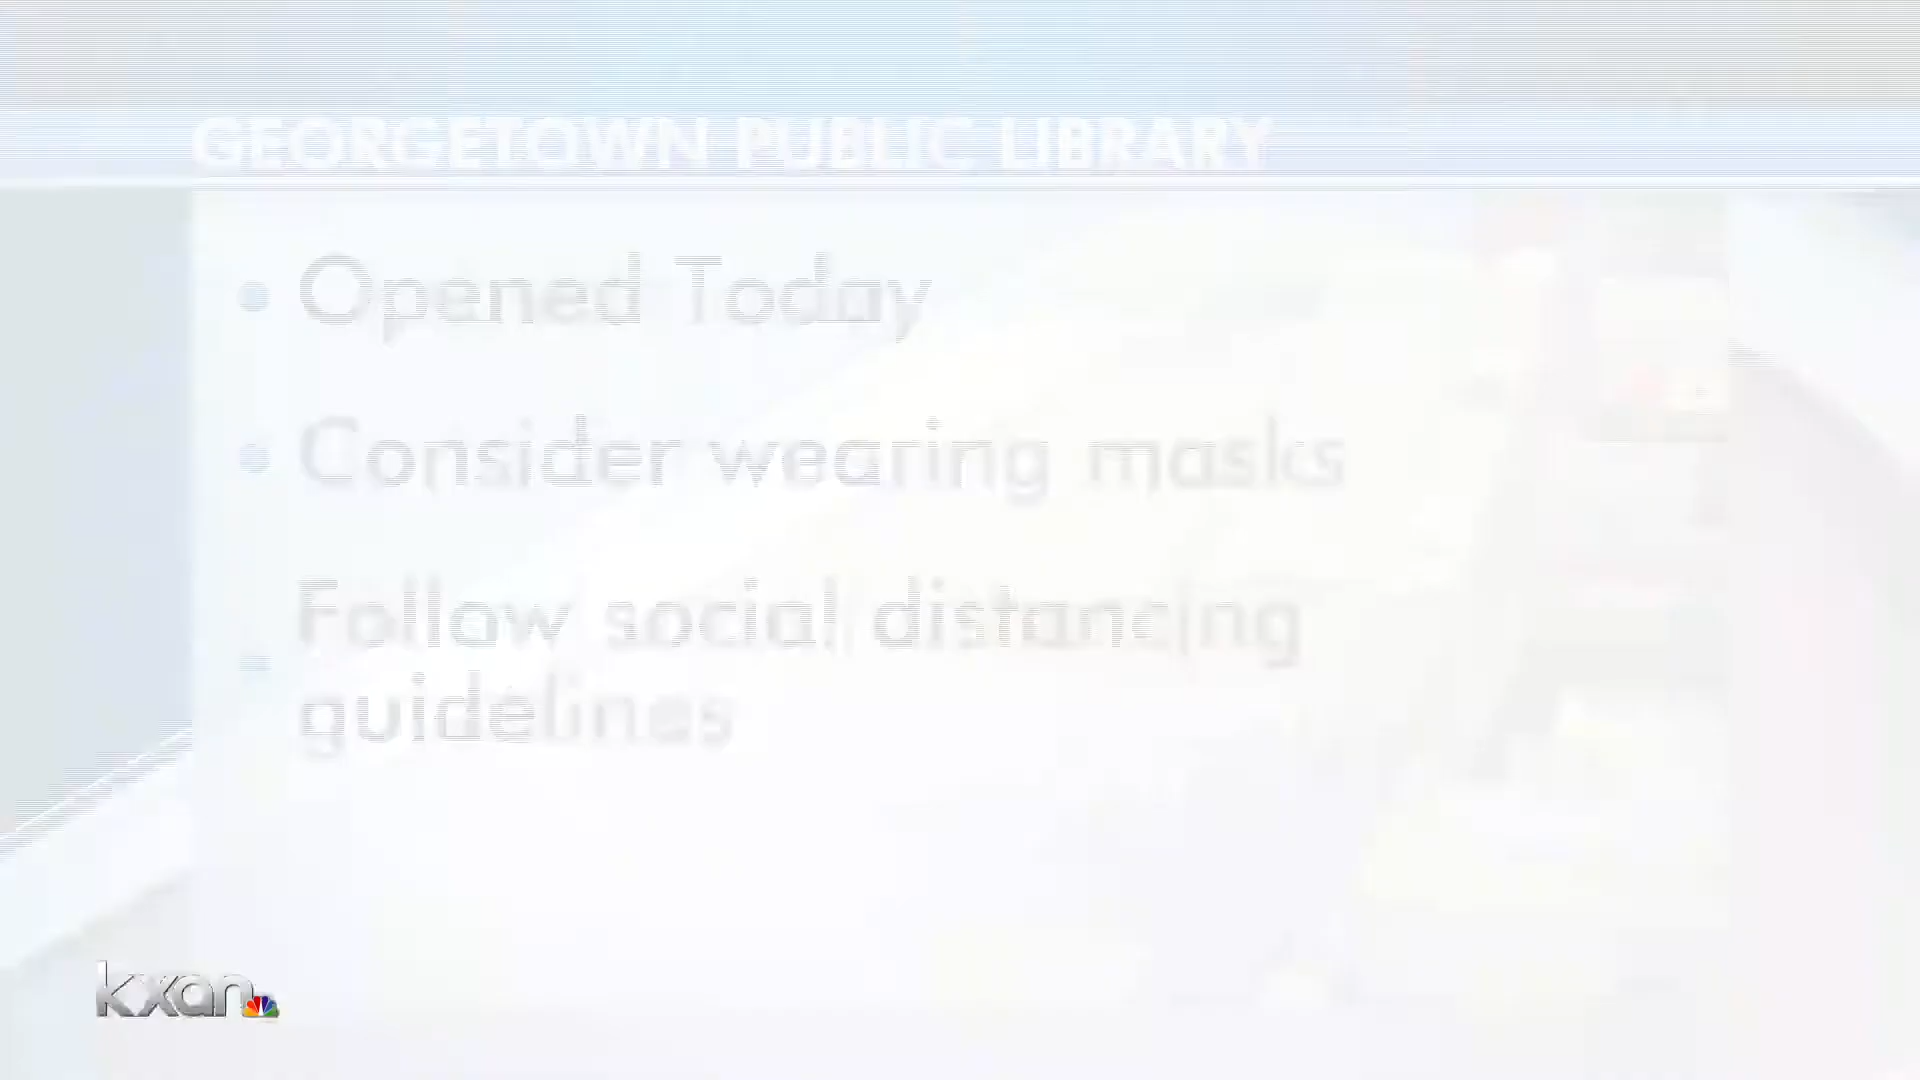 GEORGETOWN PUBLIC LIBRARY
• Opened Today
• Consider wearing masks
• Follow social distancing
guidelines
kxan